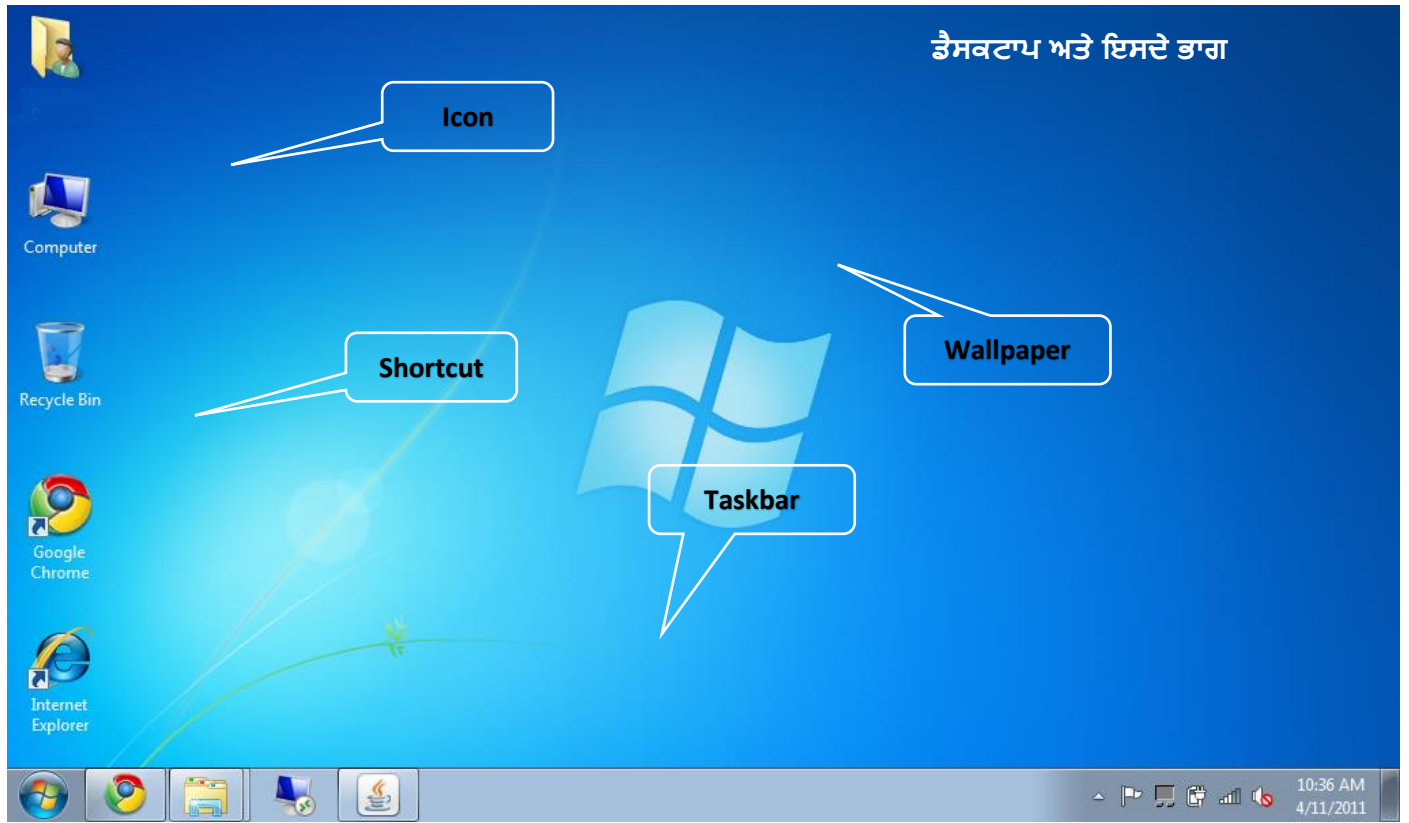 ਡੈਸਕਟਾਪ ਅਤੇ ਇਸਦੇ ਭਾਗ
Icon
Computer
Shortcut
Wallpaper
Recycle Bin
Taskbar
Google
Chrome
Internet
Explorer
10:36 AM
4/11/2011